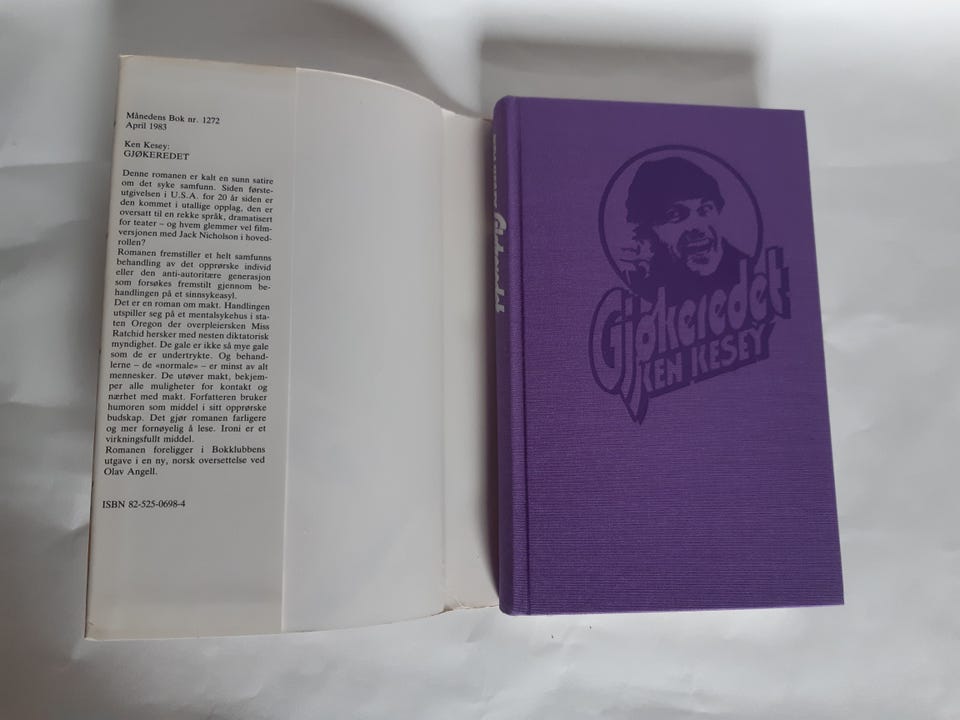 Månedens Bok nr. 1272
April 1983
Ken Kesey:
GJØKEREDET
Denne romanen er kalt en sunn satire
om det syke samfunn. Siden første-
utgivelsen i U.S.A. for 20 år siden er
den kommet i utallige opplag, den er
oversatt til en rekke språk, dramatisert
for teater – og hvem glemmer vel film-
versjonen med Jack Nicholson i hoved-
rollen?
Romanen fremstiller et helt samfunns
behandling av det opprørske individ
eller den anti-autoritære generasjon
som forsøkes fremstilt gjennom be-
handlingen på et sinnsykeasyl.
Det er en roman om makt. Handlingen
utspiller seg på et mentalsykehus i sta-
ten Oregon der overpleiersken Miss
Ratchid hersker med nesten diktatorisk
myndighet. De gale er ikke så mye gale
som de er undertrykte. Og behand-
lerne – de «normale» – er minst av alt
mennesker. De utøver makt, bekjem-
per alle muligheter for kontakt og
nærhet med makt. Forfatteren bruker
humoren som middel i sitt opprørske
budskap. Det gjør romanen farligere
og mer fornøyelig å lese. Ironi er et
virkningsfullt middel.
Romanen foreligger i Bokklubbens
utgave i en ny, norsk oversettelse ved
Olav Angell.
ISBN 82-525-0698-4
Gjøkeredet KEN KESEY
Gjøkeredet
KEN KESEY